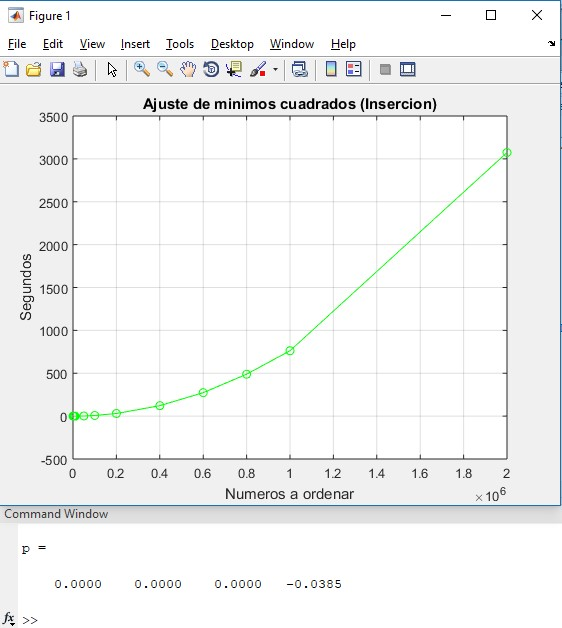 Figure 1
File Edit View Insert Tools Desktop Window Help
Ajuste de minimos cuadrados (Insercion)
3500
3000
2500
2000
1500
1000
500
0
-500
Segundos
0 0.2 0.4 0.6 0.8 1 1.2 1.4 1.6 1.8 2
Numeros a ordenar
×10^6
Command Window
p =
0.0000 0.0000 0.0000 -0.0385
fx >>